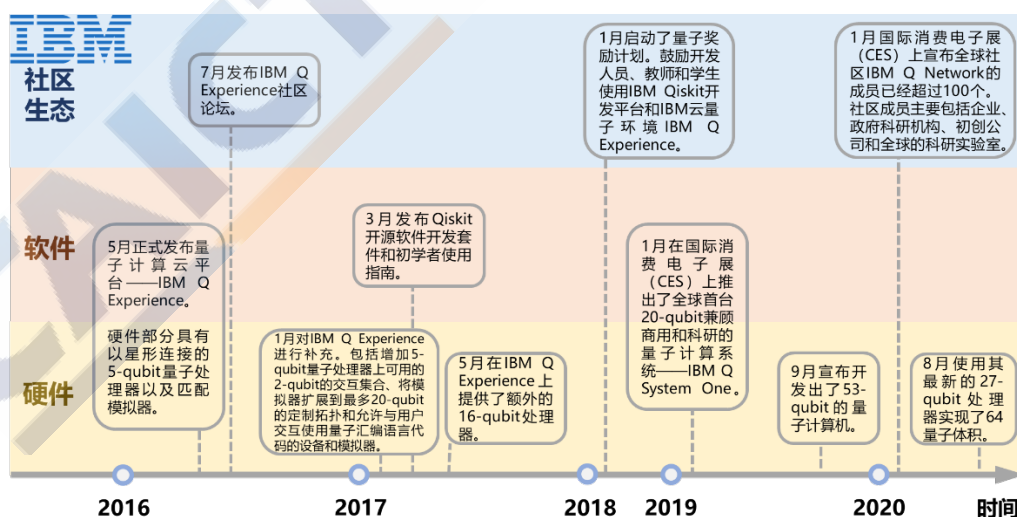 IBM
社区
生态
7月发布IBM Q
Experience社区
论坛。
1月启动了量子奖
励计划。鼓励开发
人员、教师和学生
使用IBM Qiskit开
发平台和IBM云量
子环境IBM Q
Experience。
1月国际消费电子展
（CES）上宣布全球社
区IBM Q Network的
成员已经超过100个。
社区成员主要包括企业、
政府科研机构、初创公
司和全球的科研实验室。
软件
5月正式发布量
子计算云平
台——IBM Q
Experience。
硬件部分具有
以星形连接的
5-qubit量子处
理器以及匹配
模拟器。
3月发布Qiskit
开源软件开发套
件和初学者使用
指南。
1月在国际消
费电子展
（CES）上推
出了全球首台
20-qubit兼顾
商用和科研的
量子计算系
统——IBM Q
System One。
硬件
1月对IBM Q Experience
进行补充。包括增加5-
qubit量子处理器上可用的
2-qubit的交互集合、将模
拟器扩展到最多20-qubit
的定制拓扑和允许与用户
交互使用量子汇编语言代
码的设备和模拟器。
5月在IBM Q
Experience上
提供了额外的
16-qubit处理
器。
9月宣布开
发出了53-
qubit的量
子计算机。
8月使用其
最新的27-
qubit处理
器实现了64
量子体积。
2016
2017
2018
2019
2020
时间
CAICT